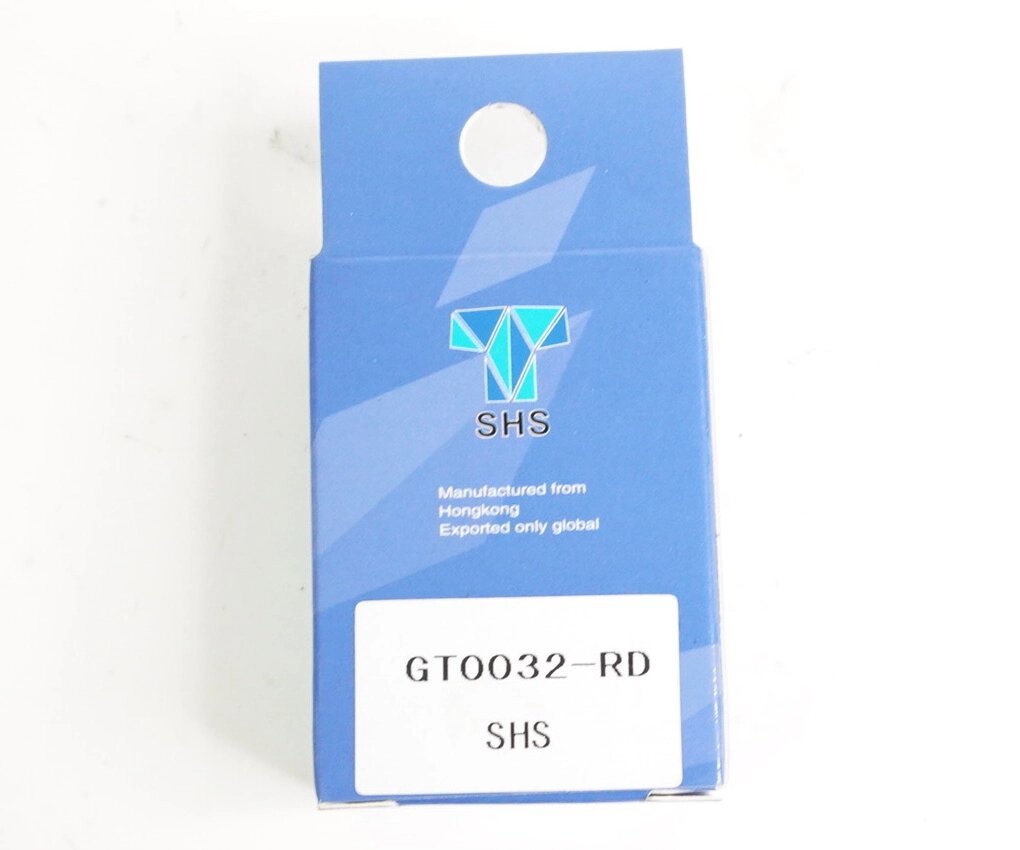 SHS
Manufactured from
Hongkong
Exported only global
GT0032-RD
SHS